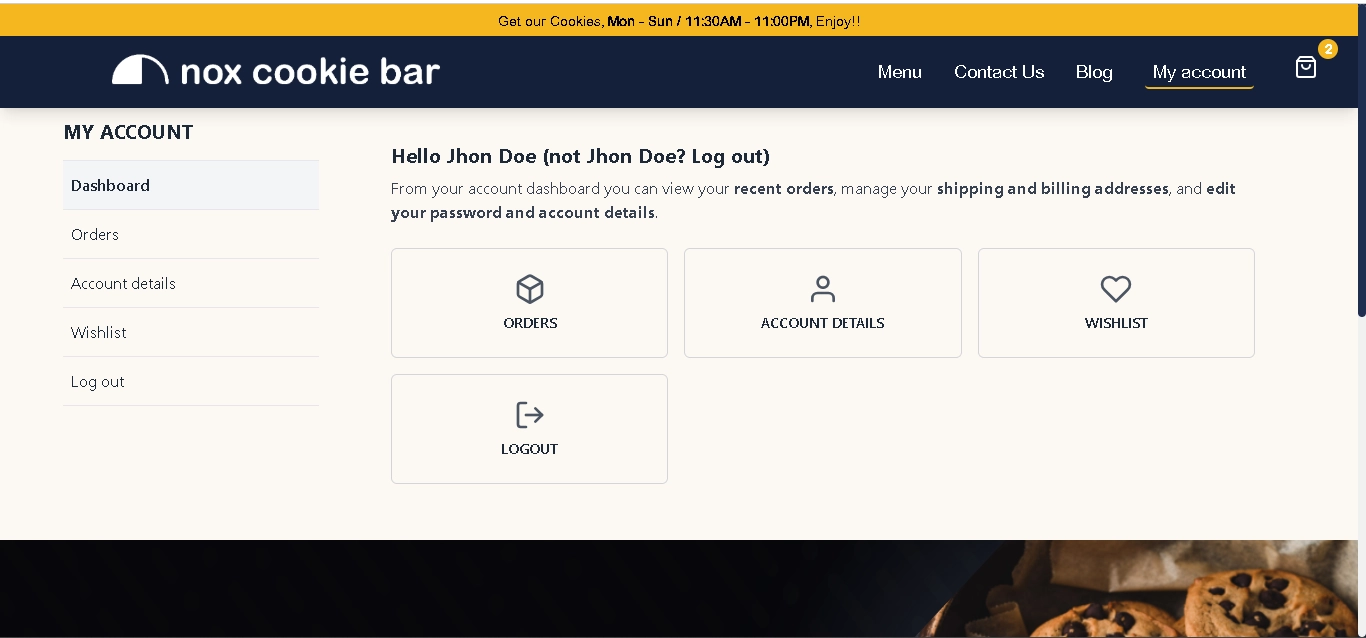 Get our Cookies, Mon - Sun / 11:30AM - 11:00PM, Enjoy!!
nox cookie bar
Menu
Contact Us
Blog
My account
2
MY ACCOUNT
Dashboard
Orders
Account details
Wishlist
Log out
Hello Jhon Doe (not Jhon Doe? Log out)
From your account dashboard you can view your recent orders, manage your shipping and billing addresses, and edit
your password and account details.
ORDERS
ACCOUNT DETAILS
WISHLIST
LOGOUT